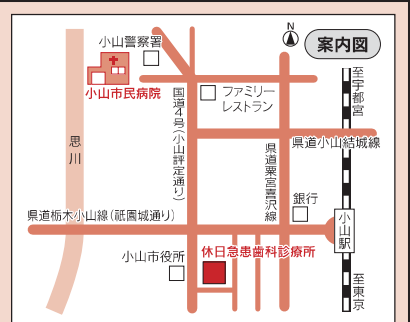 N
案内図
小山警察署
小山市民病院
ファミリー
レストラン
至宇都宮
国道4号(小山評定通り)
思川
県道小山結城線
県道粟宮喜沢線
銀行
県道栃木小山線(祇園城通り)
小山駅
小山市役所
休日急患歯科診療所
至東京